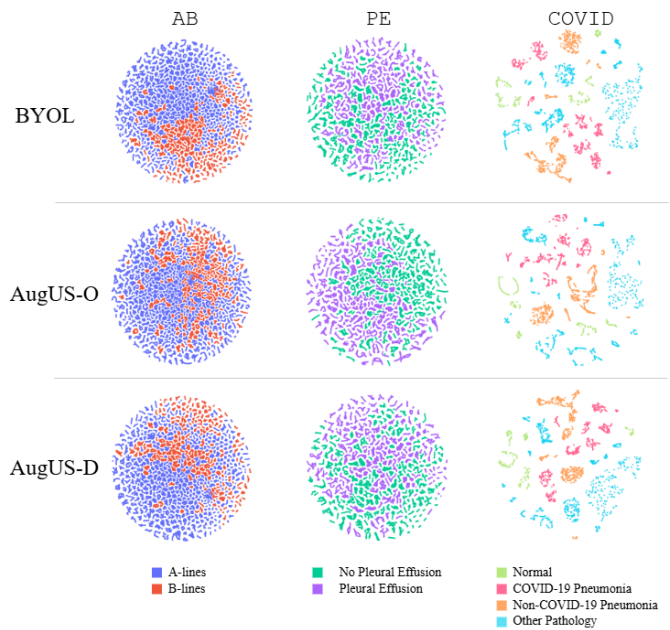 AB PE COVID
BYOL
AugUS-O
AugUS-D
A-lines
B-lines
No Pleural Effusion
Pleural Effusion
Normal
COVID-19 Pneumonia
Non-COVID-19 Pneumonia
Other Pathology